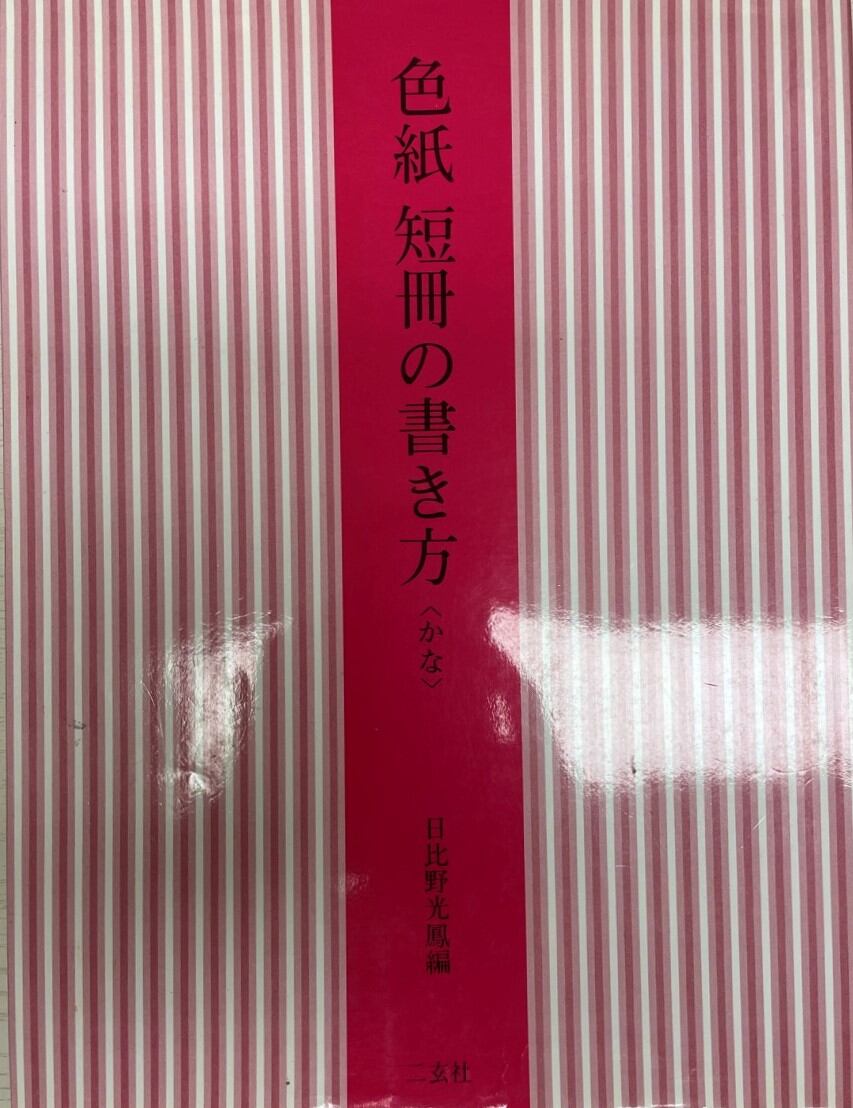 色紙 短冊の書き方〈かな〉
日比野光鳳編
二玄社